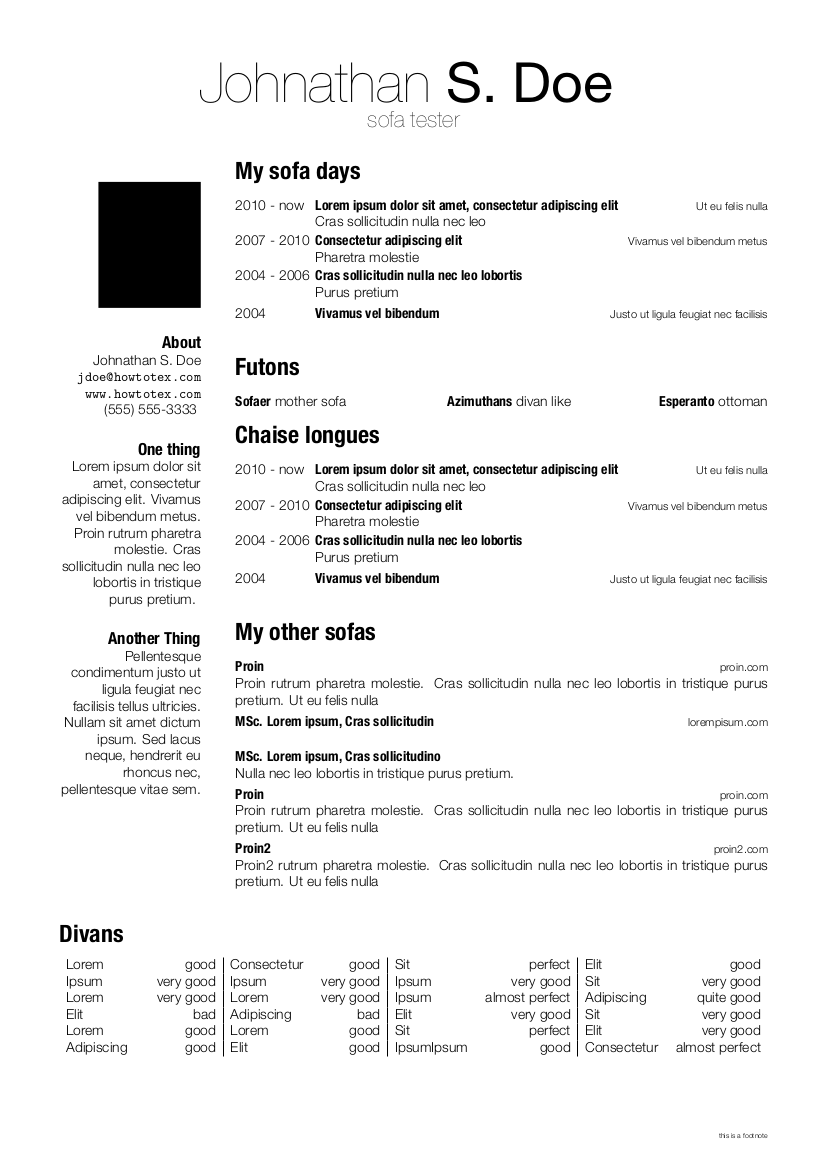 Johnathan S. Doe
sofa tester
About
Johnathan S. Doe
jdoe@howtotex.com
www.howtotex.com
(555) 555-3333
One thing
Lorem ipsum dolor sit
amet, consectetur
adipiscing elit. Vivamus
vel bibendum metus.
Proin rutrum pharetra
molestie. Cras
sollicitudin nulla nec leo
lobortis in tristique
purus pretium.
Another Thing
Pellentesque
condimentum justo ut
ligula feugiat nec
facilisis tellus ultricies.
Nullam sit amet dictum
ipsum. Sed lacus
neque, hendrerit eu
rhoncus nec,
pellentesque vitae sem.
My sofa days
2010 - now Lorem ipsum dolor sit amet, consectetur adipiscing elit Ut eu felis nulla
Cras sollicitudin nulla nec leo
2007 - 2010 Consectetur adipiscing elit Vivamus vel bibendum metus
Pharetra molestie
2004 - 2006 Cras sollicitudin nulla nec leo lobortis
Purus pretium
2004 Vivamus vel bibendum Justo ut ligula feugiat nec facilisis
Futons
Sofaer mother sofa Azimuthans divan like Esperanto ottoman
Chaise longues
2010 - now Lorem ipsum dolor sit amet, consectetur adipiscing elit Ut eu felis nulla
Cras sollicitudin nulla nec leo
2007 - 2010 Consectetur adipiscing elit Vivamus vel bibendum metus
Pharetra molestie
2004 - 2006 Cras sollicitudin nulla nec leo lobortis
Purus pretium
2004 Vivamus vel bibendum Justo ut ligula feugiat nec facilisis
My other sofas
Proin proin.com
Proin rutrum pharetra molestie. Cras sollicitudin nulla nec leo lobortis in tristique purus
pretium. Ut eu felis nulla
MSc. Lorem ipsum, Cras sollicitudin lorempisum.com
MSc. Lorem ipsum, Cras sollicitudino
Nulla nec leo lobortis in tristique purus pretium.
Proin proin.com
Proin rutrum pharetra molestie. Cras sollicitudin nulla nec leo lobortis in tristique purus
pretium. Ut eu felis nulla
Proin2 proin2.com
Proin2 rutrum pharetra molestie. Cras sollicitudin nulla nec leo lobortis in tristique purus
pretium. Ut eu felis nulla
Divans
Lorem good Consectetur good Sit perfect Elit good
Ipsum very good Ipsum very good Ipsum very good Sit very good
Lorem very good Lorem very good Ipsum almost perfect Adipiscing quite good
Elit bad Adipiscing bad Elit very good Sit very good
Lorem good Lorem good Sit perfect Elit very good
Adipiscing good Elit good IpsumIpsum good Consectetur almost perfect
this is a footnote